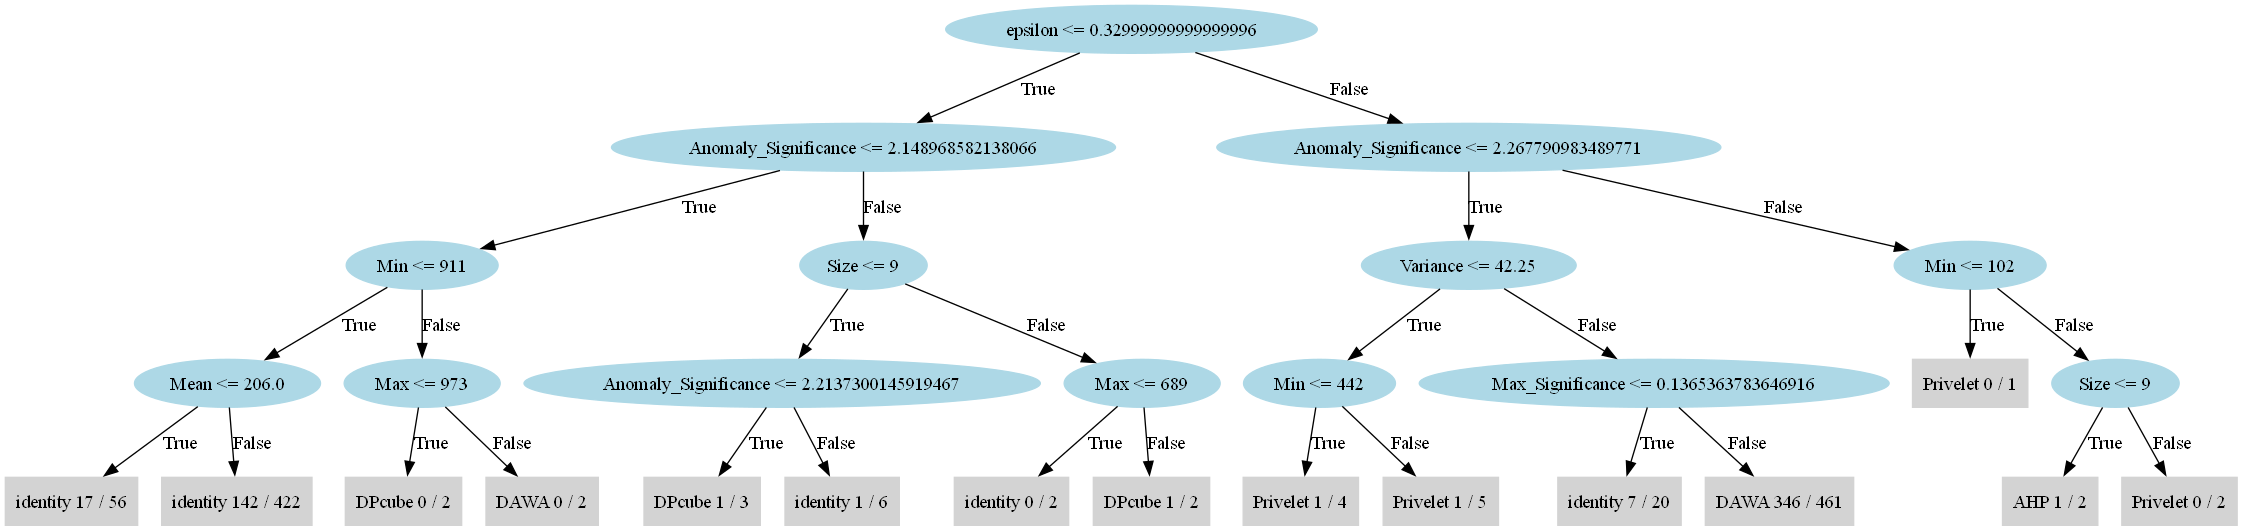 epsilon <= 0.32999999999999996
True
False
Anomaly_Significance <= 2.148968582138066
Anomaly_Significance <= 2.267790983489771
True
False
True
False
Min <= 911
Size <= 9
Variance <= 42.25
Min <= 102
True
False
True
False
True
False
True
False
Mean <= 206.0
Max <= 973
Anomaly_Significance <= 2.2137300145919467
Max <= 689
Min <= 442
Max_Significance <= 0.1365363783646916
Privelet 0 / 1
Size <= 9
True
False
True
False
True
False
True
False
True
False
True
False
True
False
identity 17 / 56
identity 142 / 422
DPcube 0 / 2
DAWA 0 / 2
DPcube 1 / 3
identity 1 / 6
identity 0 / 2
DPcube 1 / 2
Privelet 1 / 4
Privelet 1 / 5
identity 7 / 20
DAWA 346 / 461
AHP 1 / 2
Privelet 0 / 2